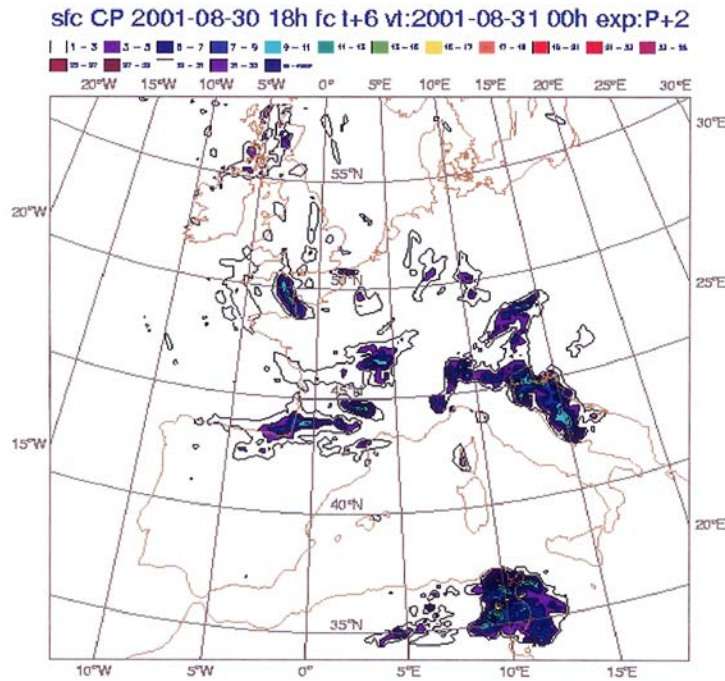 sfc CP 2001-08-30 18h fc t+6 vt:2001-08-31 00h exp:P+2
1 - 3 3 - 5 5 - 7 7 - 9 9 - 11 11 - 13 13 - 15 15 - 17 17 - 19 19 - 21 21 - 23 23 - 25
25 - 27 27 - 29 29 - 31 31 - 33
20°W 15°W 10°W 5°W 0° 5°E 10°E 15°E 20°E 25°E 30°E
30°E
55°N
20°W
25°E
50°N
45°N
15°W
40°N
20°E
35°N
10°W 5°W 0° 5°E 10°E 15°E